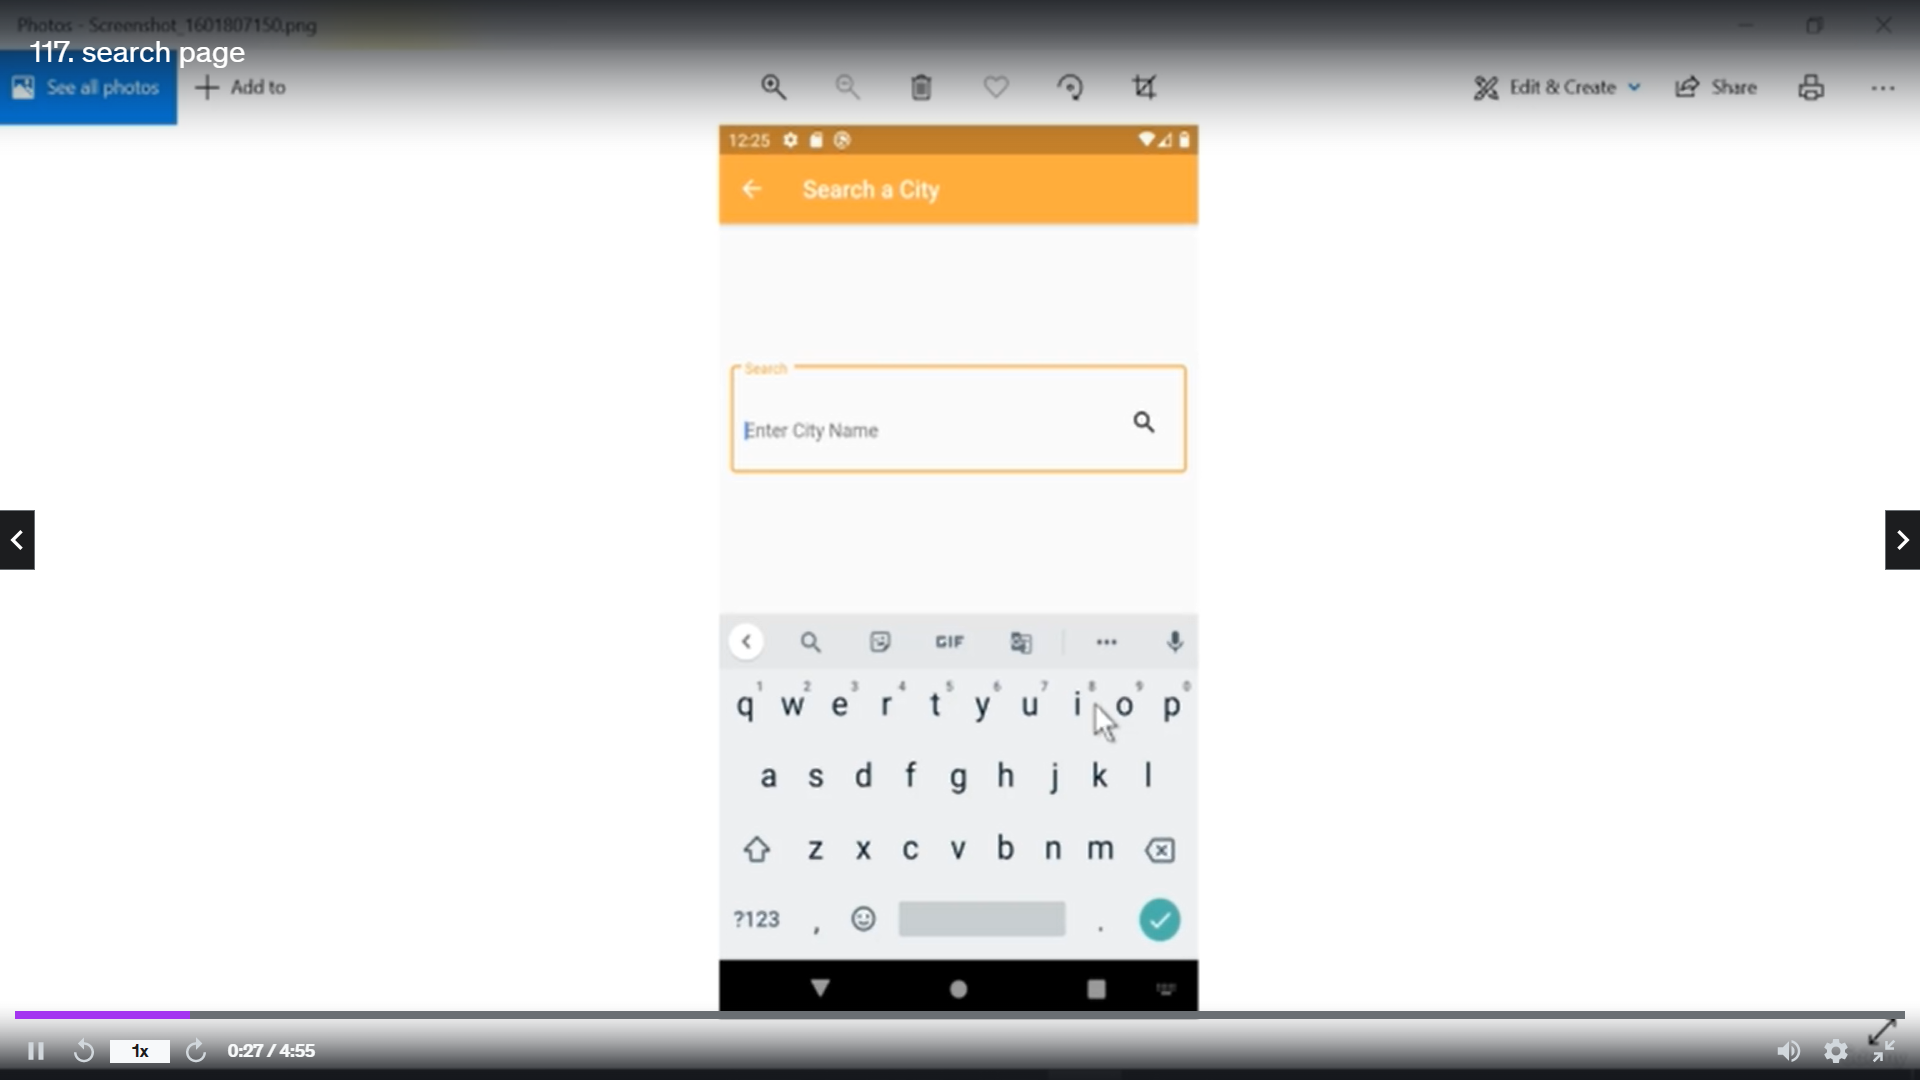 Photos - Screenshot_1601807150.png
117. search page
See all photos
Add to
Edit & Create
Share
12:25
Search a City
Search
Enter City Name
GIF
1 2 3 4 5 6 7 8 9 0
q w e r t y u i o p
a s d f g h j k l
z x c v b n m
?123 , .
1x
0:27 / 4:55